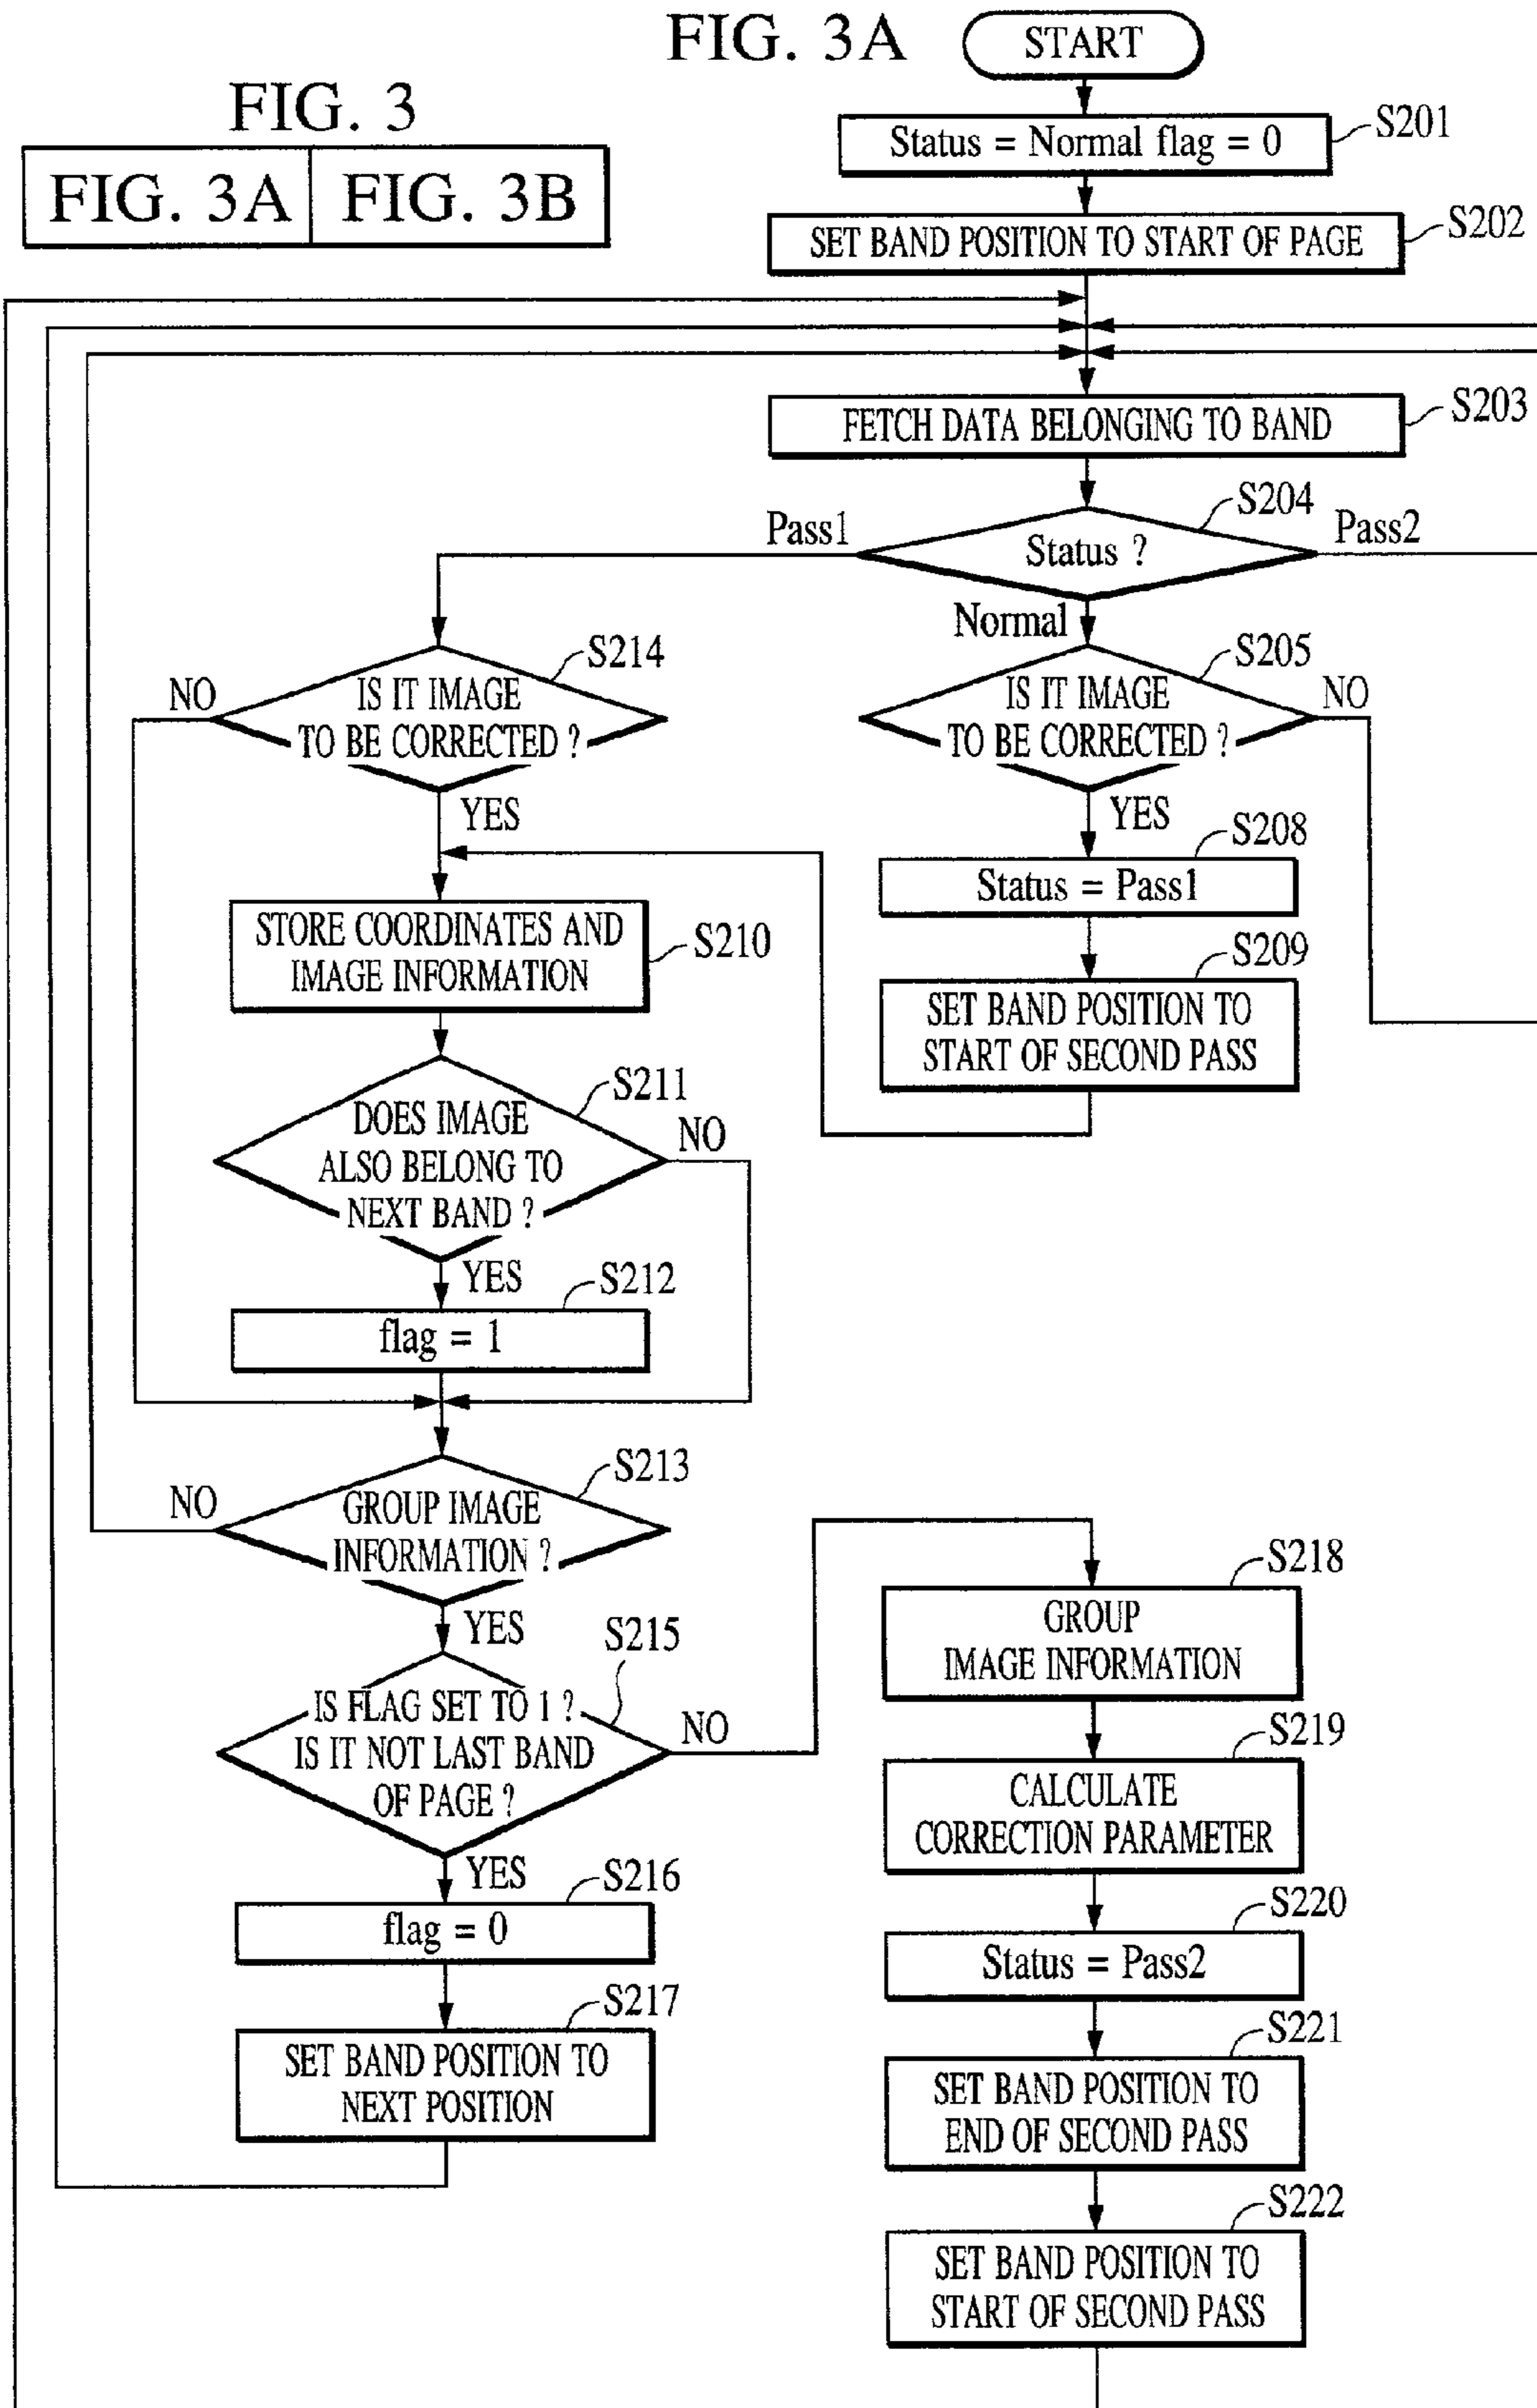 FIG. 3A
START
FIG. 3
FIG. 3A
FIG. 3B
Status = Normal flag = 0
S201
SET BAND POSITION TO START OF PAGE
S202
FETCH DATA BELONGING TO BAND
S203
S204
Pass1
Status ?
Pass2
Normal
S214
NO
IS IT IMAGE
TO BE CORRECTED ?
YES
S205
IS IT IMAGE
TO BE CORRECTED ?
NO
YES
S208
Status = Pass1
S209
SET BAND POSITION TO
START OF SECOND PASS
STORE COORDINATES AND
IMAGE INFORMATION
S210
S211
DOES IMAGE
ALSO BELONG TO
NEXT BAND ?
NO
YES
S212
flag = 1
S213
NO
GROUP IMAGE
INFORMATION ?
YES
S215
IS FLAG SET TO 1 ?
IS IT NOT LAST BAND
OF PAGE ?
NO
YES
S216
flag = 0
S217
SET BAND POSITION TO
NEXT POSITION
S218
GROUP
IMAGE INFORMATION
S219
CALCULATE
CORRECTION PARAMETER
S220
Status = Pass2
S221
SET BAND POSITION TO
END OF SECOND PASS
S222
SET BAND POSITION TO
START OF SECOND PASS